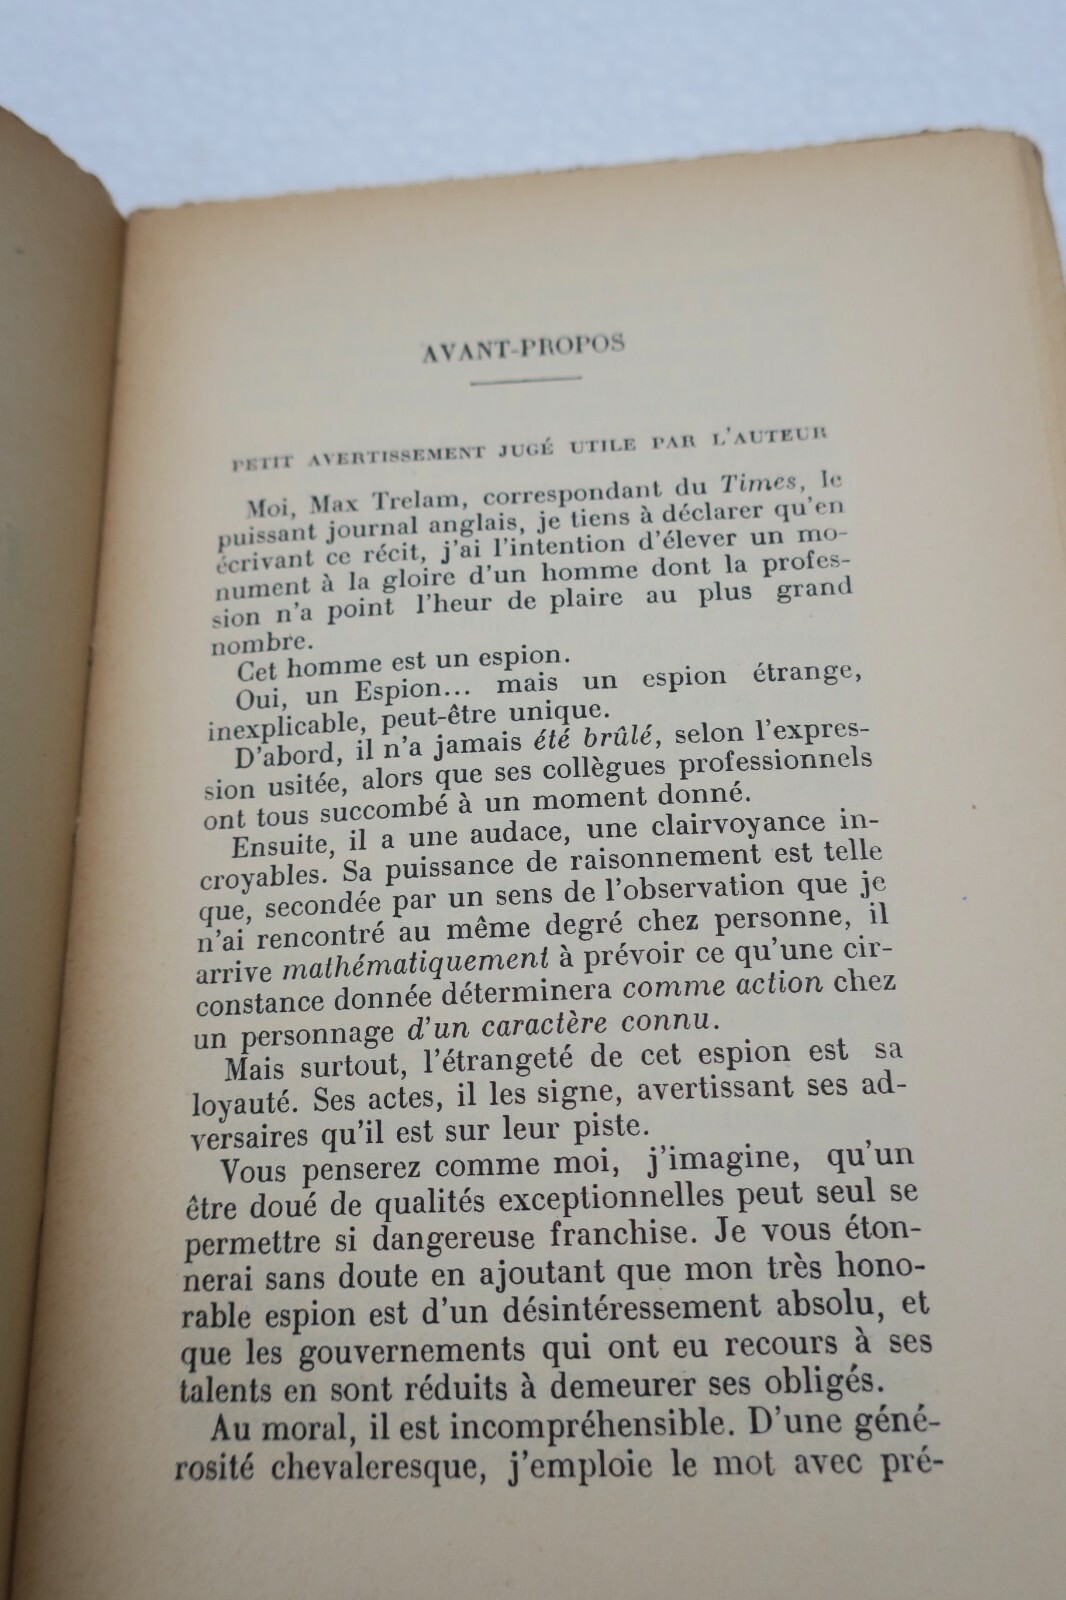 AVANT-PROPOS
PETIT AVERTISSEMENT JUGÉ UTILE PAR L'AUTEUR
Moi, Max Trelam, correspondant du Times, le
puissant journal anglais, je tiens à déclarer qu'en
écrivant ce récit, j'ai l'intention d'élever un mo-
nument à la gloire d'un homme dont la profes-
sion n'a point l'heur de plaire au plus grand
nombre.
Cet homme est un espion.
Oui, un Espion... mais un espion étrange,
inexplicable, peut-être unique.
D'abord, il n'a jamais été brûlé, selon l'expres-
sion usitée, alors que ses collègues professionnels
ont tous succombé à un moment donné.
Ensuite, il a une audace, une clairvoyance in-
croyables. Sa puissance de raisonnement est telle
que, secondée par un sens de l'observation que je
n'ai rencontré au même degré chez personne, il
arrive mathématiquement à prévoir ce qu'une cir-
constance donnée déterminera comme action chez
un personnage d'un caractère connu.
Mais surtout, l'étrangeté de cet espion est sa
loyauté. Ses actes, il les signe, avertissant ses ad-
versaires qu'il est sur leur piste.
Vous penserez comme moi, j'imagine, qu'un
être doué de qualités exceptionnelles peut seul se
permettre si dangereuse franchise. Je vous éton-
nerai sans doute en ajoutant que mon très hono-
rable espion est d'un désintéressement absolu, et
que les gouvernements qui ont eu recours à ses
talents en sont réduits à demeurer ses obligés.
Au moral, il est incompréhensible. D'une géné-
rosité chevaleresque, j'emploie le mot avec pré-